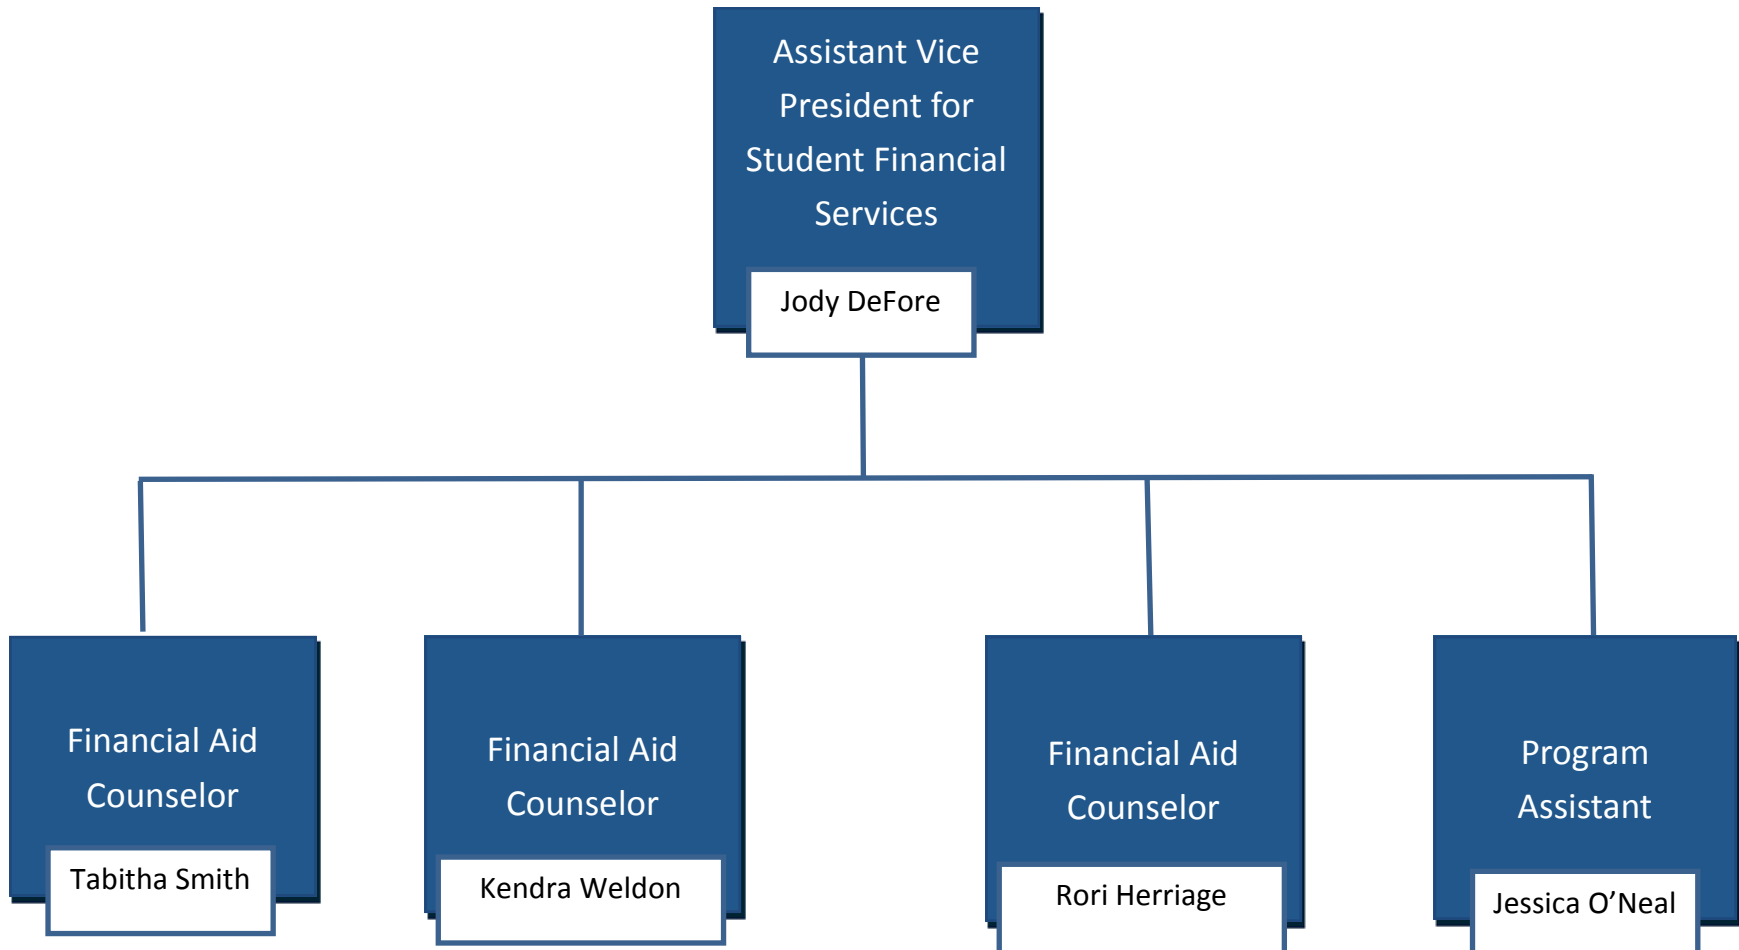 Assistant Vice
President for
Student Financial
Services
Jody DeFore
Financial Aid
Counselor
Tabitha Smith
Financial Aid
Counselor
Kendra Weldon
Financial Aid
Counselor
Rori Herriage
Program
Assistant
Jessica O’Neal